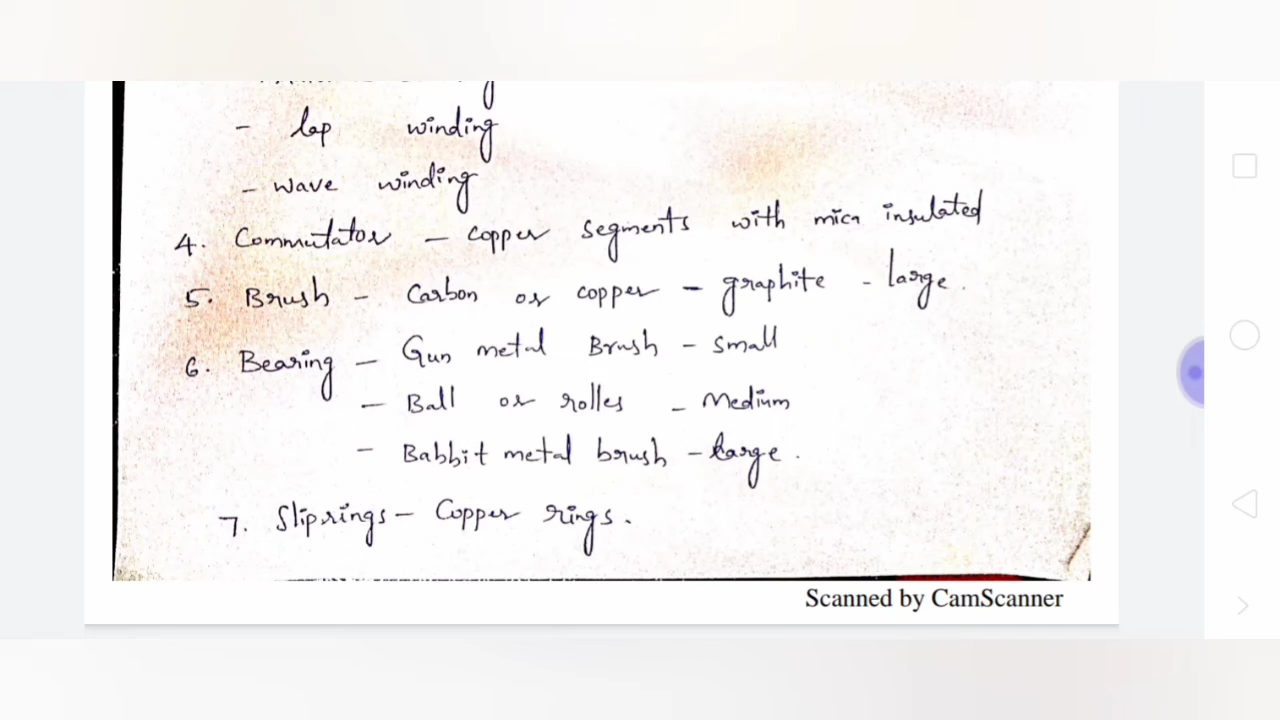 - lap winding
- wave winding
4. Commutator - copper segments with mica insulated
5. Brush - Carbon or copper - graphite - large.
6. Bearing - Gun metal Brush - small
- Ball or rolles - Medium
- Babbit metal brush - large.
7. Sliprings - Copper rings.
Scanned by CamScanner